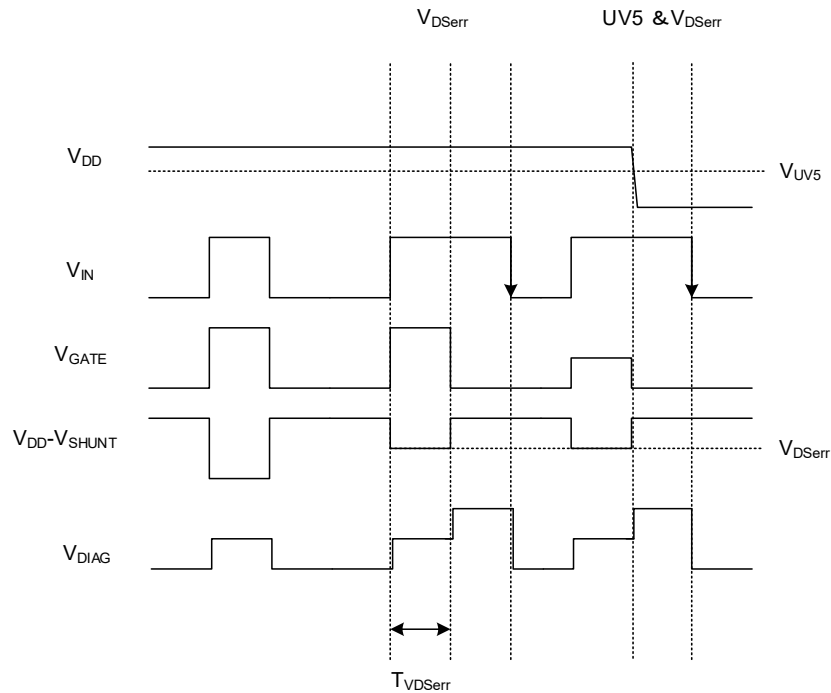 VDSerr
UV5 & VDSerr
VDD
VUV5
VIN
VGATE
VDD-VSHUNT
VDSerr
VDIAG
TVDSerr